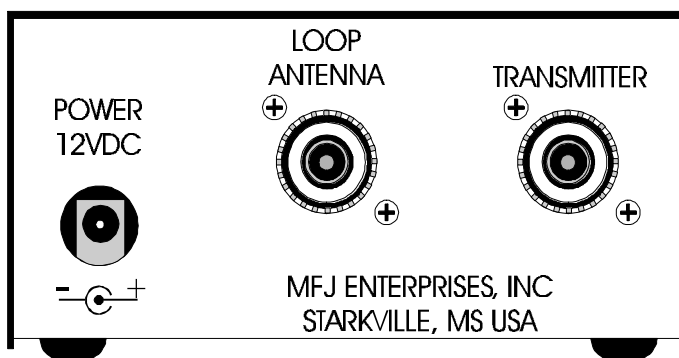 LOOP
ANTENNA
TRANSMITTER
POWER
12VDC
- +
MFJ ENTERPRISES, INC
STARKVILLE, MS USA